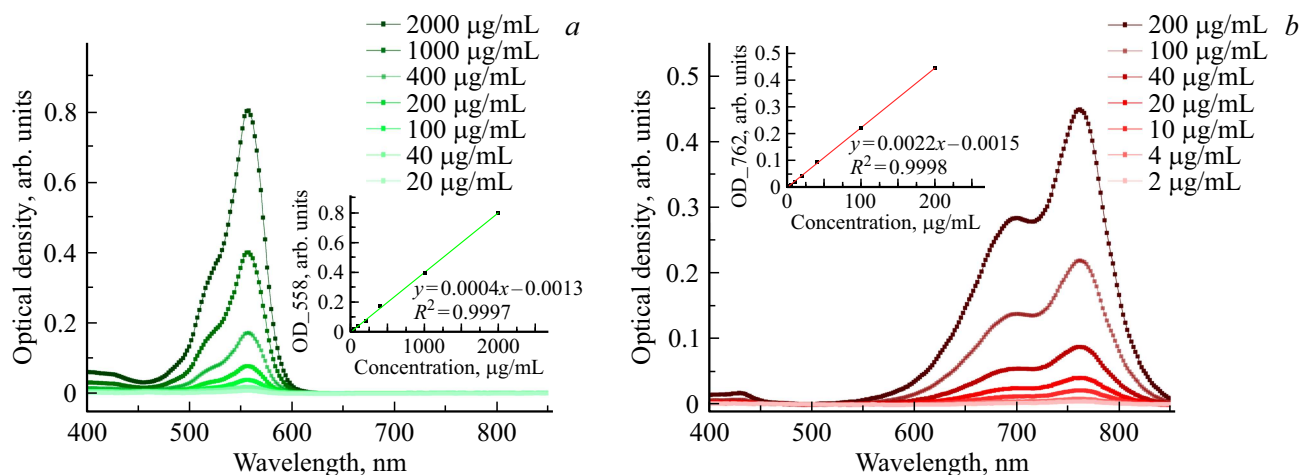 a
2000 μg/mL
1000 μg/mL
400 μg/mL
200 μg/mL
100 μg/mL
40 μg/mL
20 μg/mL
Optical density, arb. units
0.8
0.6
0.4
0.2
0
400
500
600
700
800
Wavelength, nm
OD_558, arb. units
1.0
0.8
0.6
0.4
0.2
0
y=0.0004x−0.0013
R²=0.9997
0
1000
2000
Concentration, μg/mL
b
200 μg/mL
100 μg/mL
40 μg/mL
20 μg/mL
10 μg/mL
4 μg/mL
2 μg/mL
Optical density, arb. units
0.5
0.4
0.3
0.2
0.1
0
400
500
600
700
800
Wavelength, nm
OD_762, arb. units
0.5
0.4
0.3
0.2
0.1
0
y=0.0022x−0.0015
R²=0.9998
0
100
200
Concentration, μg/mL